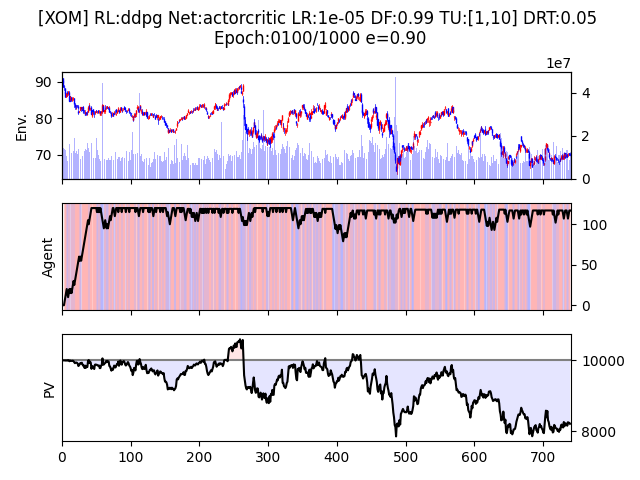 [XOM] RL:ddpg Net:actorcritic LR:1e-05 DF:0.99 TU:[1,10] DRT:0.05
Epoch:0100/1000 e=0.90
1e7
90
80
70
Env.
4
2
0
Agent
100
50
0
PV
10000
8000
0 100 200 300 400 500 600 700